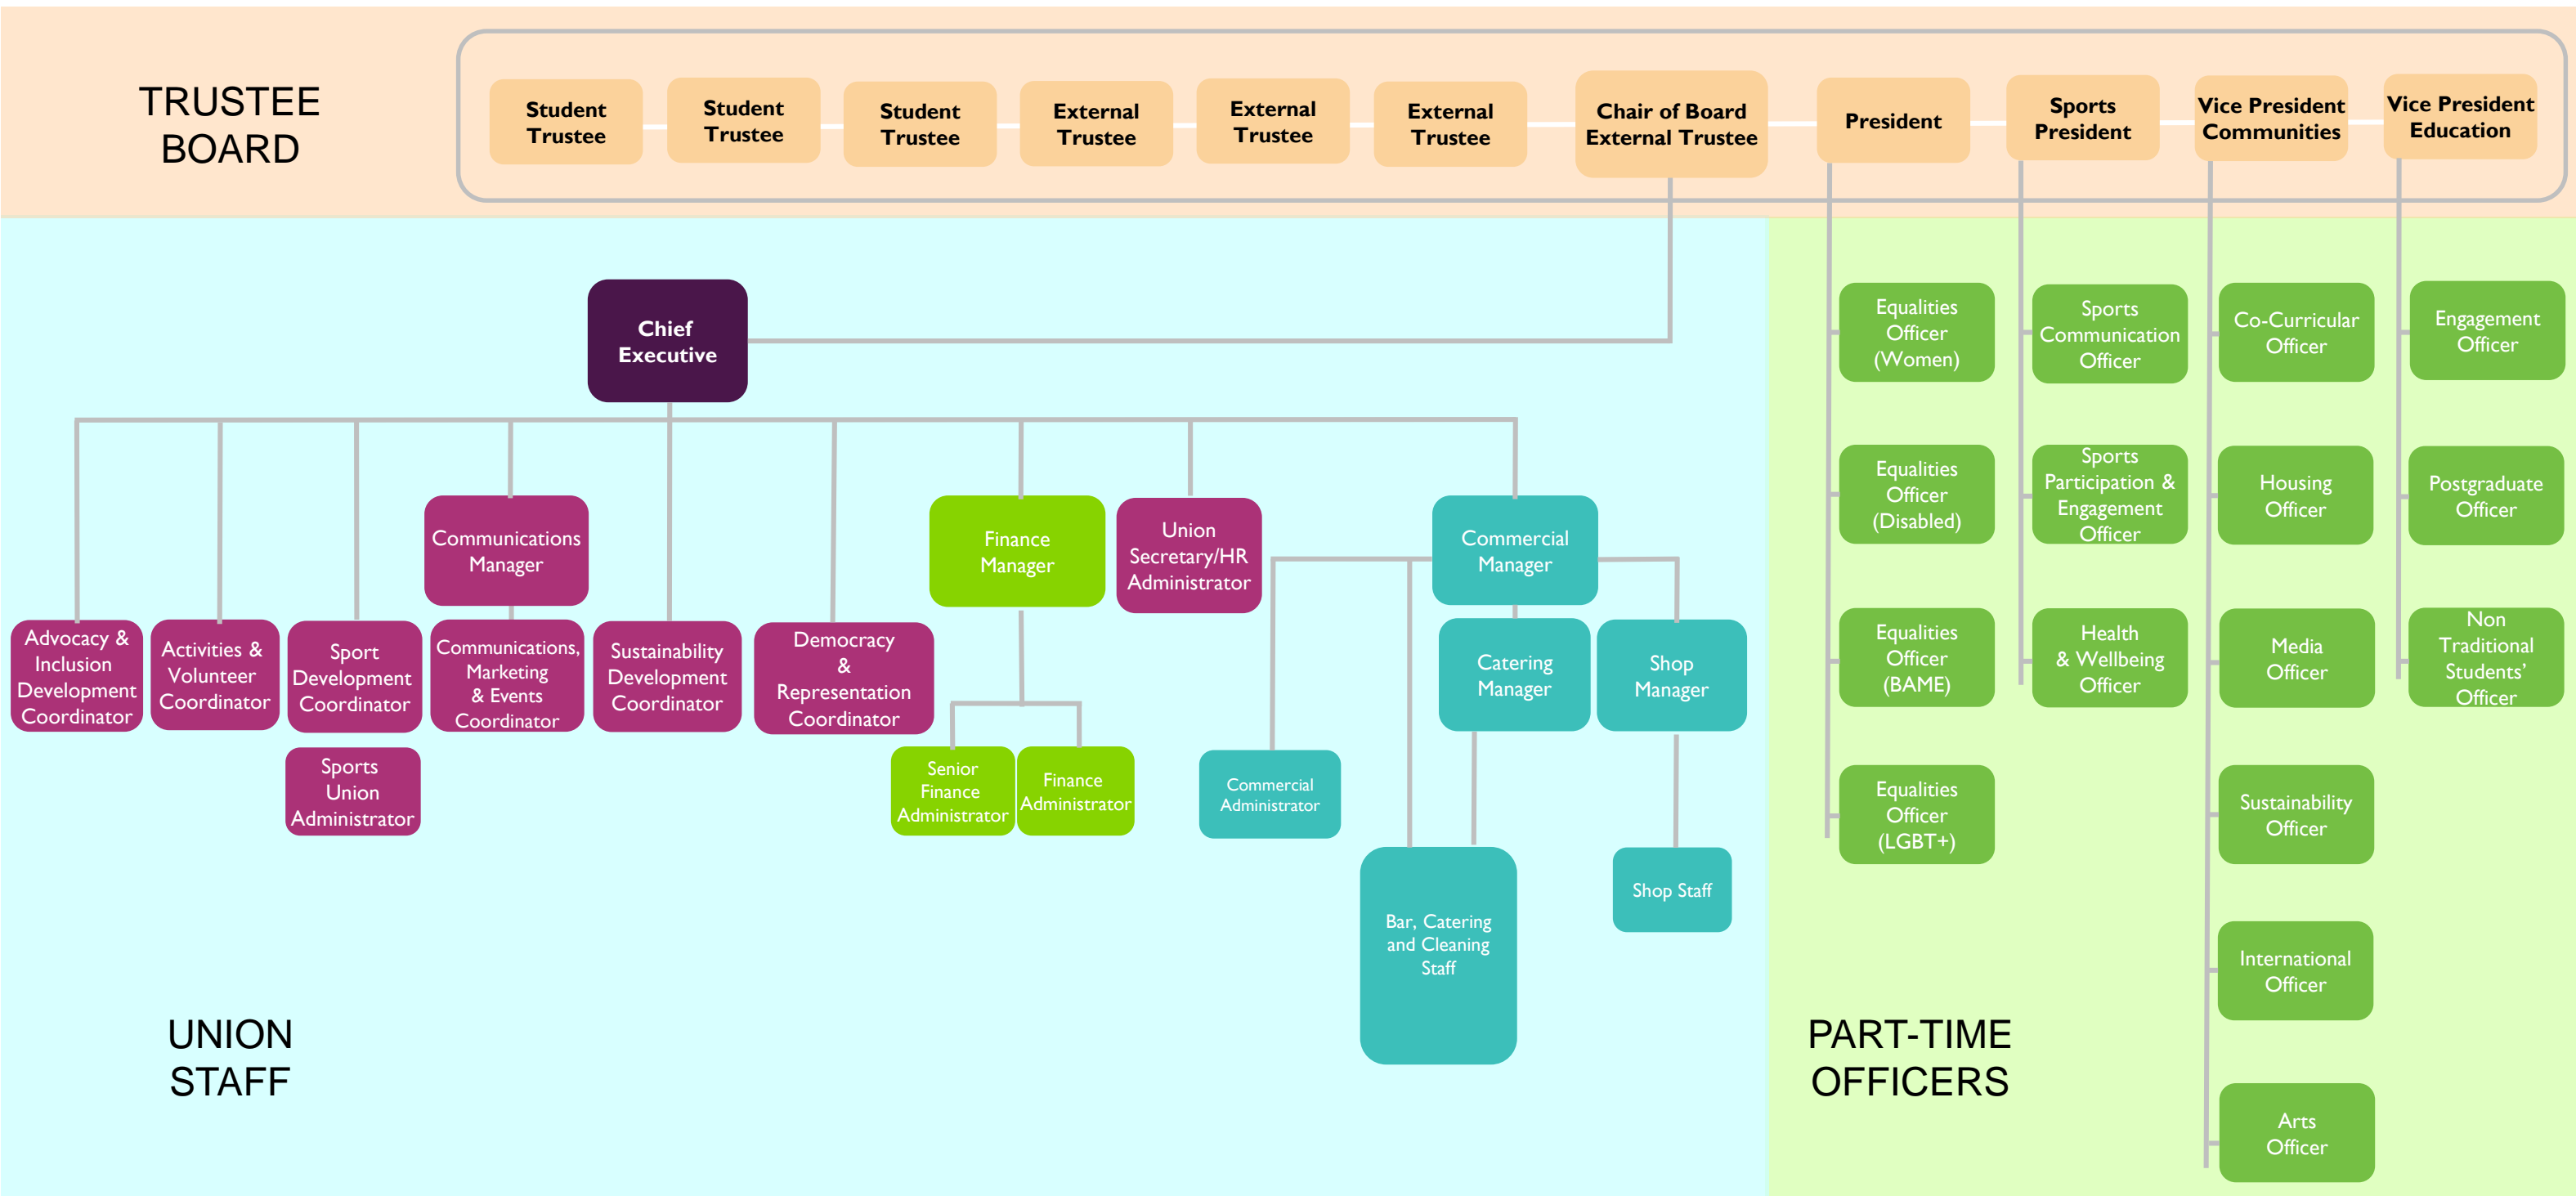 TRUSTEE
BOARD
Student
Trustee
Student
Trustee
Student
Trustee
External
Trustee
External
Trustee
External
Trustee
Chair of Board
External Trustee
President
Sports
President
Vice President
Communities
Vice President
Education
Chief
Executive
Communications
Manager
Finance
Manager
Union
Secretary/HR
Administrator
Commercial
Manager
Advocacy &
Inclusion
Development
Coordinator
Activities &
Volunteer
Coordinator
Sport
Development
Coordinator
Communications,
Marketing
& Events
Coordinator
Sustainability
Development
Coordinator
Democracy
&
Representation
Coordinator
Catering
Manager
Shop
Manager
Sports
Union
Administrator
Senior
Finance
Administrator
Finance
Administrator
Commercial
Administrator
Bar, Catering
and Cleaning
Staff
Shop Staff
UNION
STAFF
Equalities
Officer
(Women)
Sports
Communication
Officer
Co-Curricular
Officer
Engagement
Officer
Equalities
Officer
(Disabled)
Sports
Participation &
Engagement
Officer
Housing
Officer
Postgraduate
Officer
Equalities
Officer
(BAME)
Health
& Wellbeing
Officer
Media
Officer
Non
Traditional
Students’
Officer
Equalities
Officer
(LGBT+)
Sustainability
Officer
International
Officer
Arts
Officer
PART-TIME
OFFICERS